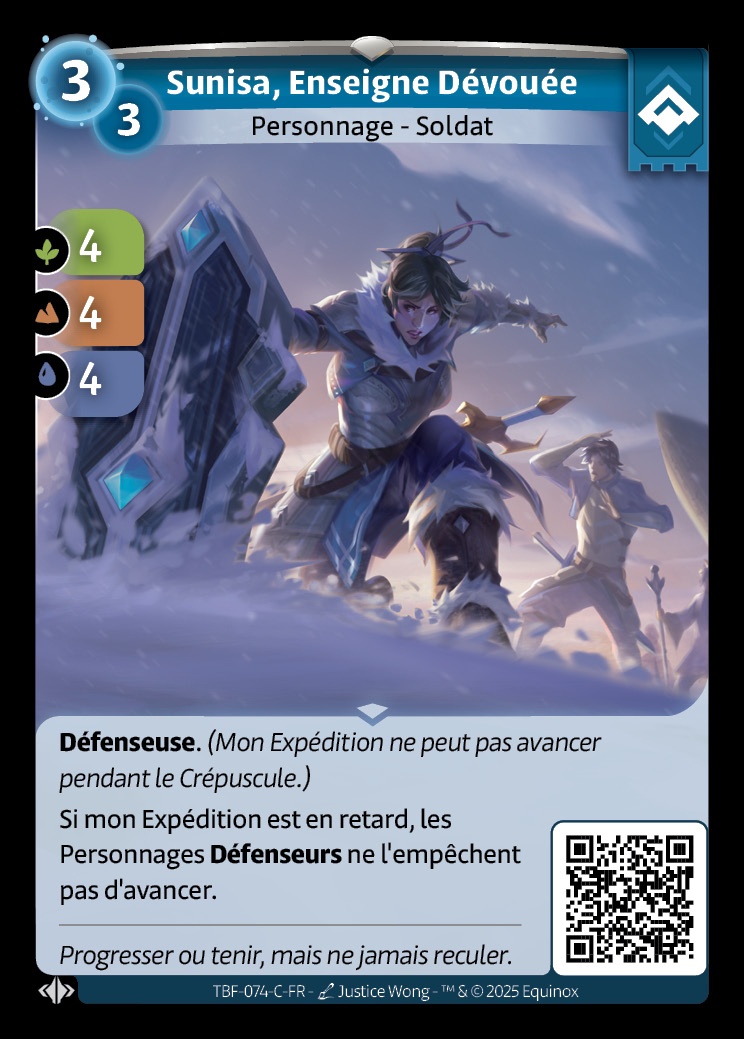 3
Sunisa, Enseigne Dévouée
3
Personnage - Soldat
4
4
4
Défenseuse. (Mon Expédition ne peut pas avancer
pendant le Crépuscule.)
Si mon Expédition est en retard, les
Personnages Défenseurs ne l'empêchent
pas d'avancer.
Progresser ou tenir, mais ne jamais reculer.
TBF-074-C-FR - Justice Wong - ™ & © 2025 Equinox